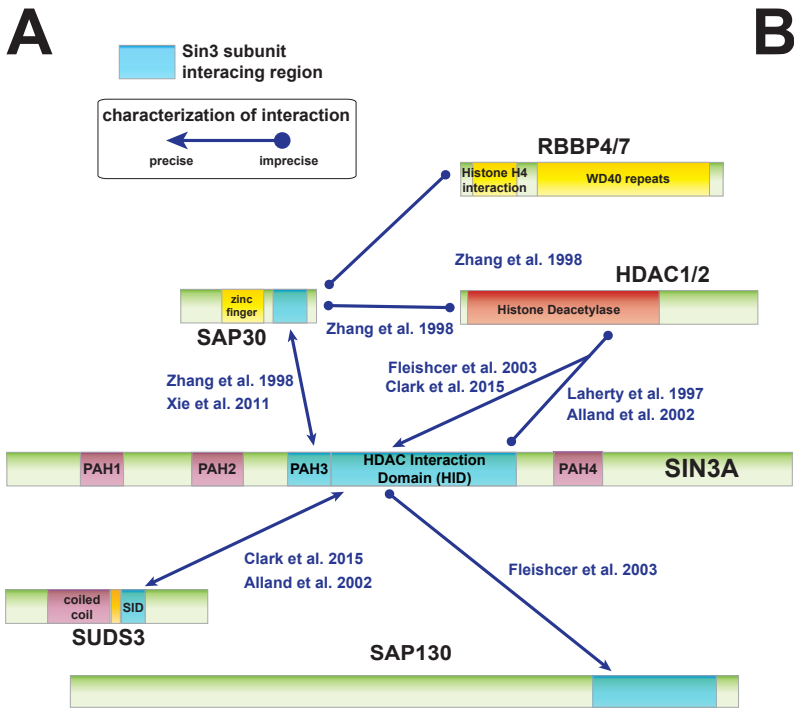 A
B
Sin3 subunit
interacing region
characterization of interaction
precise
imprecise
RBBP4/7
Histone H4
interaction
WD40 repeats
Zhang et al. 1998
HDAC1/2
zinc
finger
Histone Deacetylase
SAP30
Zhang et al. 1998
Fleishcer et al. 2003
Clark et al. 2015
Zhang et al. 1998
Xie et al. 2011
Laherty et al. 1997
Alland et al. 2002
PAH1
PAH2
PAH3
HDAC Interaction
Domain (HID)
PAH4
SIN3A
Clark et al. 2015
Alland et al. 2002
Fleishcer et al. 2003
coiled
coil
SID
SUDS3
SAP130